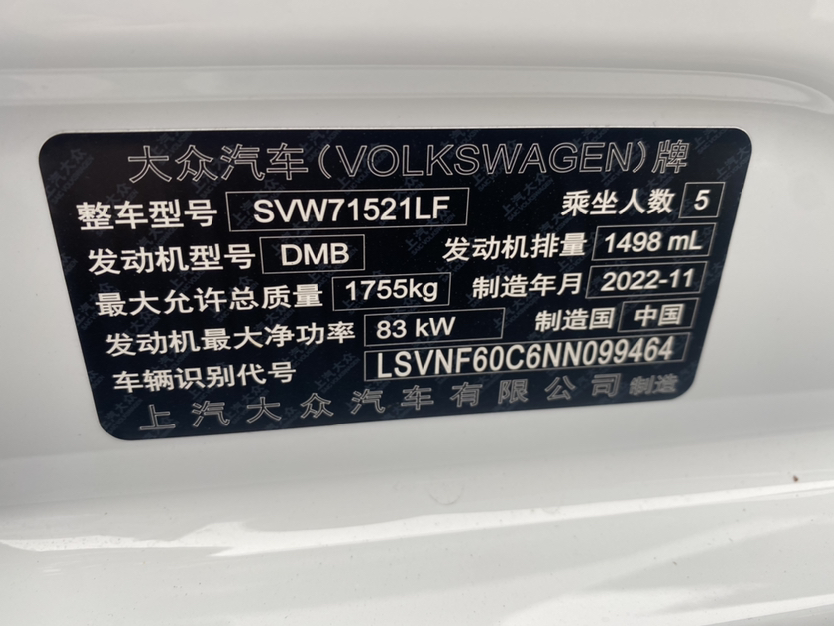 大众汽车(VOLKSWAGEN)牌
整车型号 SVW71521LF 乘坐人数 5
发动机型号 DMB 发动机排量 1498 mL
最大允许总质量 1755kg 制造年月 2022-11
发动机最大净功率 83 kW 制造国 中国
车辆识别代号 LSVNF60C6NN099464
上汽大众汽车有限公司 制造